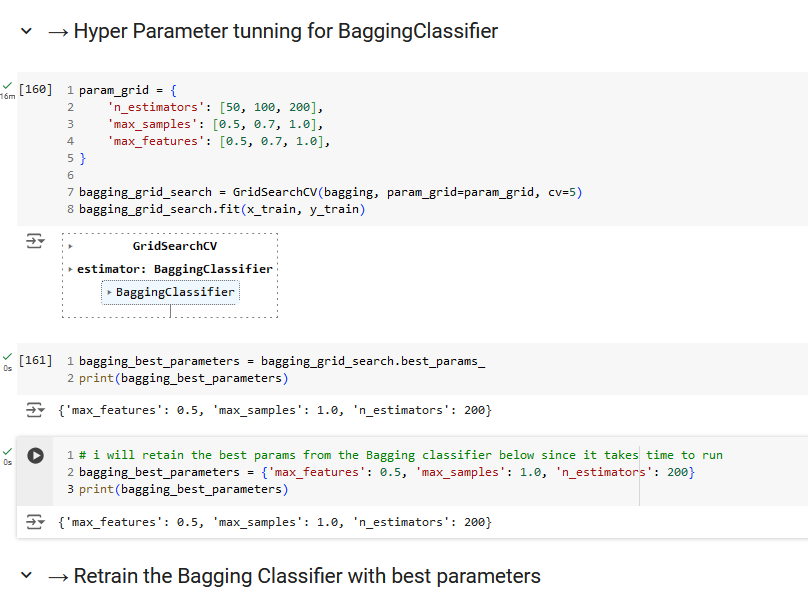 → Hyper Parameter tunning for BaggingClassifier
16m
[160]
1 param_grid = {
2     'n_estimators': [50, 100, 200],
3     'max_samples': [0.5, 0.7, 1.0],
4     'max_features': [0.5, 0.7, 1.0],
5 }
6
7 bagging_grid_search = GridSearchCV(bagging, param_grid=param_grid, cv=5)
8 bagging_grid_search.fit(x_train, y_train)
GridSearchCV
estimator: BaggingClassifier
BaggingClassifier
0s
[161]
1 bagging_best_parameters = bagging_grid_search.best_params_
2 print(bagging_best_parameters)
{'max_features': 0.5, 'max_samples': 1.0, 'n_estimators': 200}
0s
1 # i will retain the best params from the Bagging classifier below since it takes time to run
2 bagging_best_parameters = {'max_features': 0.5, 'max_samples': 1.0, 'n_estimators': 200}
3 print(bagging_best_parameters)
{'max_features': 0.5, 'max_samples': 1.0, 'n_estimators': 200}
→ Retrain the Bagging Classifier with best parameters